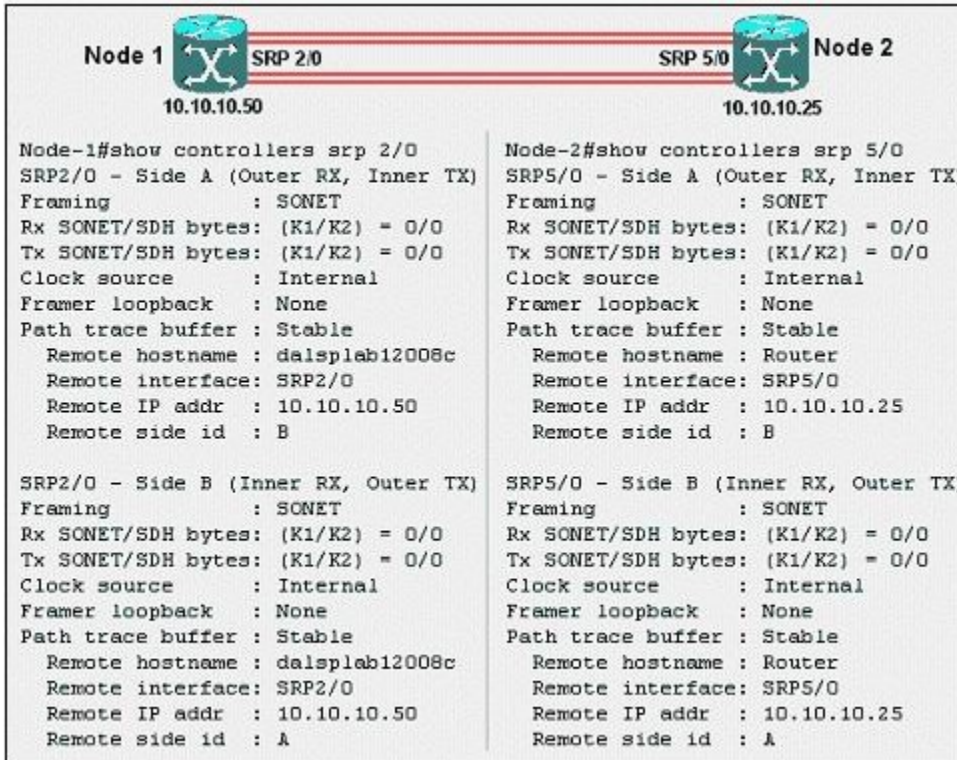 Node 1
SRP 2/0
SRP 5/0
Node 2
10.10.10.50
10.10.10.25
Node-1#show controllers srp 2/0
SRP2/0 - Side A (Outer RX, Inner TX)
Framing : SONET
Rx SONET/SDH bytes: (K1/K2) = 0/0
Tx SONET/SDH bytes: (K1/K2) = 0/0
Clock source : Internal
Framer loopback : None
Path trace buffer : Stable
Remote hostname : dalsplab12008c
Remote interface: SRP2/0
Remote IP addr : 10.10.10.50
Remote side id : B
SRP2/0 - Side B (Inner RX, Outer TX)
Framing : SONET
Rx SONET/SDH bytes: (K1/K2) = 0/0
Tx SONET/SDH bytes: (K1/K2) = 0/0
Clock source : Internal
Framer loopback : None
Path trace buffer : Stable
Remote hostname : dalsplab12008c
Remote interface: SRP2/0
Remote IP addr : 10.10.10.50
Remote side id : A
Node-2#show controllers srp 5/0
SRP5/0 - Side A (Outer RX, Inner TX
Framing : SONET
Rx SONET/SDH bytes: (K1/K2) = 0/0
Tx SONET/SDH bytes: (K1/K2) = 0/0
Clock source : Internal
Framer loopback : None
Path trace buffer : Stable
Remote hostname : Router
Remote interface: SRP5/0
Remote IP addr : 10.10.10.25
Remote side id : B
SRP5/0 - Side B (Inner RX, Outer TX
Framing : SONET
Rx SONET/SDH bytes: (K1/K2) = 0/0
Tx SONET/SDH bytes: (K1/K2) = 0/0
Clock source : Internal
Framer loopback : None
Path trace buffer : Stable
Remote hostname : Router
Remote interface: SRP5/0
Remote IP addr : 10.10.10.25
Remote side id : A